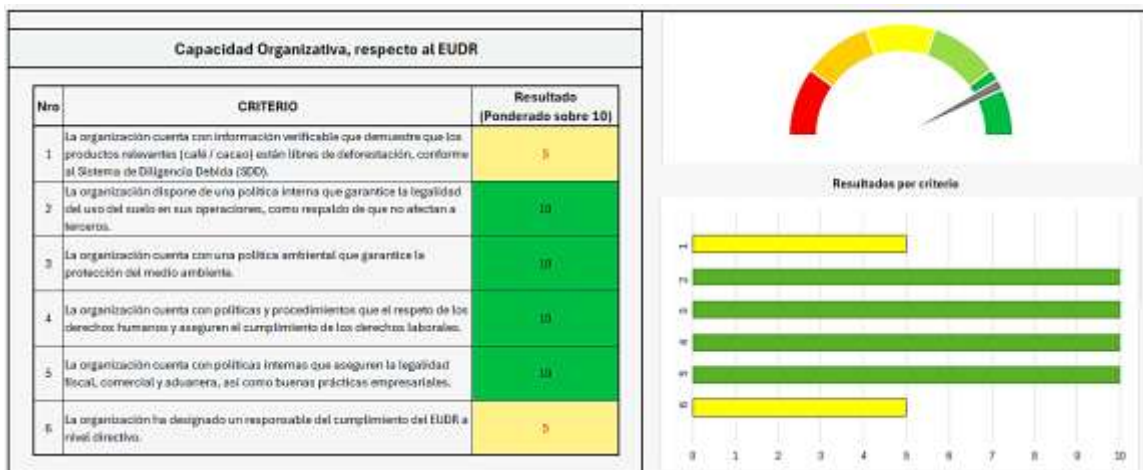 Capacidad Organizativa, respecto al EUDR
Nro
CRITERIO
Resultado
(Ponderado sobre 10)
1
La organización cuenta con información verificable que demuestre que los
productos relevantes (café / cacao) están libres de deforestación, conforme
al Sistema de Diligencia Debida (SDD).
5
2
La organización dispone de una política interna que garantice la legalidad
del uso del suelo en sus operaciones, como respaldo de que no afectan a
terceros.
10
3
La organización cuenta con una política ambiental que garantice la
protección del medio ambiente.
10
4
La organización cuenta con políticas y procedimientos que el respeto de los
derechos humanos y aseguren el cumplimiento de los derechos laborales.
10
5
La organización cuenta con políticas internas que aseguren la legalidad
fiscal, comercial y aduanera, así como buenas prácticas empresariales.
10
6
La organización ha designado un responsable del cumplimiento del EUDR a
nivel directivo.
5
Resultados por criterio
1
2
3
4
5
6
0 1 2 3 4 5 6 7 8 9 10